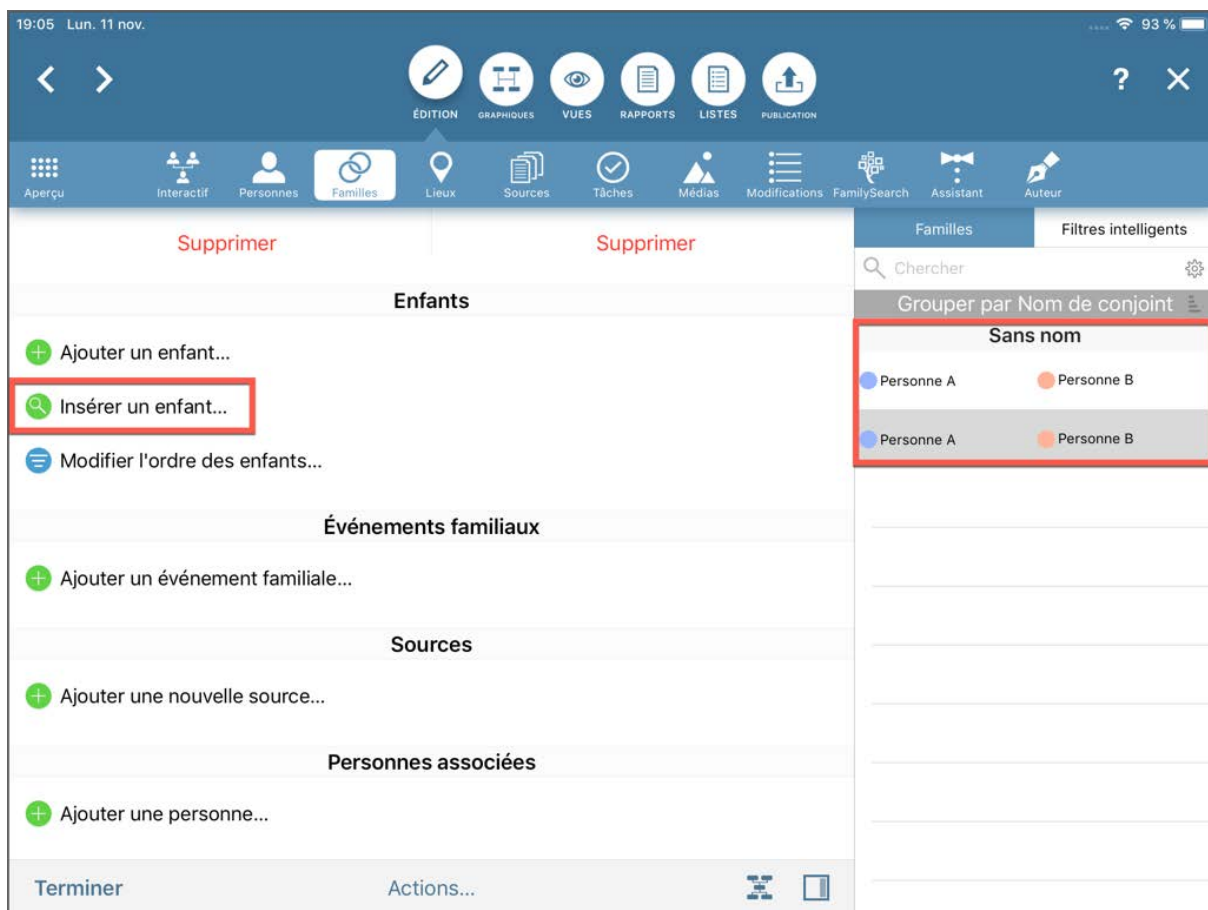 19:05 Lun. 11 nov.
93 %
?
ÉDITION GRAPHIQUES VUES RAPPORTS LISTES PUBLICATION
Aperçu Interactif Personnes Familles Lieux Sources Tâches Médias Modifications FamilySearch Assistant Auteur
Supprimer Supprimer
Familles Filtres intelligents
Chercher
Enfants
Grouper par Nom de conjoint
Sans nom
Ajouter un enfant...
Personne A Personne B
Insérer un enfant...
Personne A Personne B
Modifier l'ordre des enfants...
Événements familiaux
Ajouter un événement familiale...
Sources
Ajouter une nouvelle source...
Personnes associées
Ajouter une personne...
Terminer Actions...